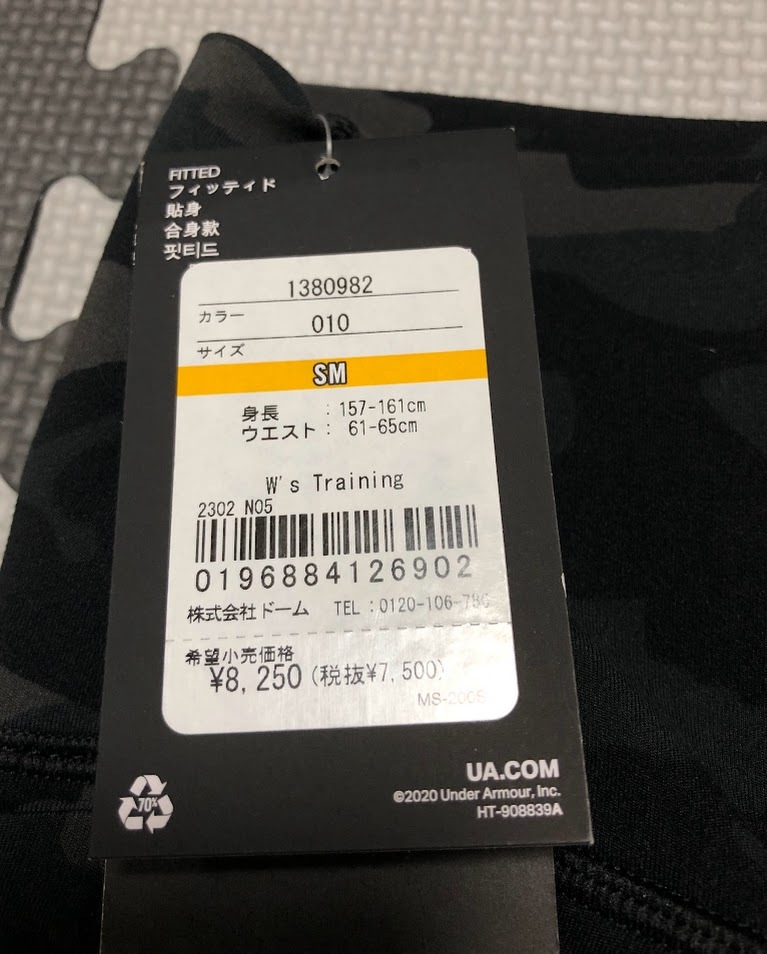 FITTED
フィッティド
貼身
合身款
핏티드
1380982
カラー
010
サイズ
SM
身長 : 157-161cm
ウエスト : 61-65cm
W's Training
2302 N05
0196884126902
株式会社ドーム TEL:0120-106-786
希望小売価格
¥8,250(税抜¥7,500)
MS-200S
70%
UA.COM
©2020 Under Armour, Inc.
HT-908839A